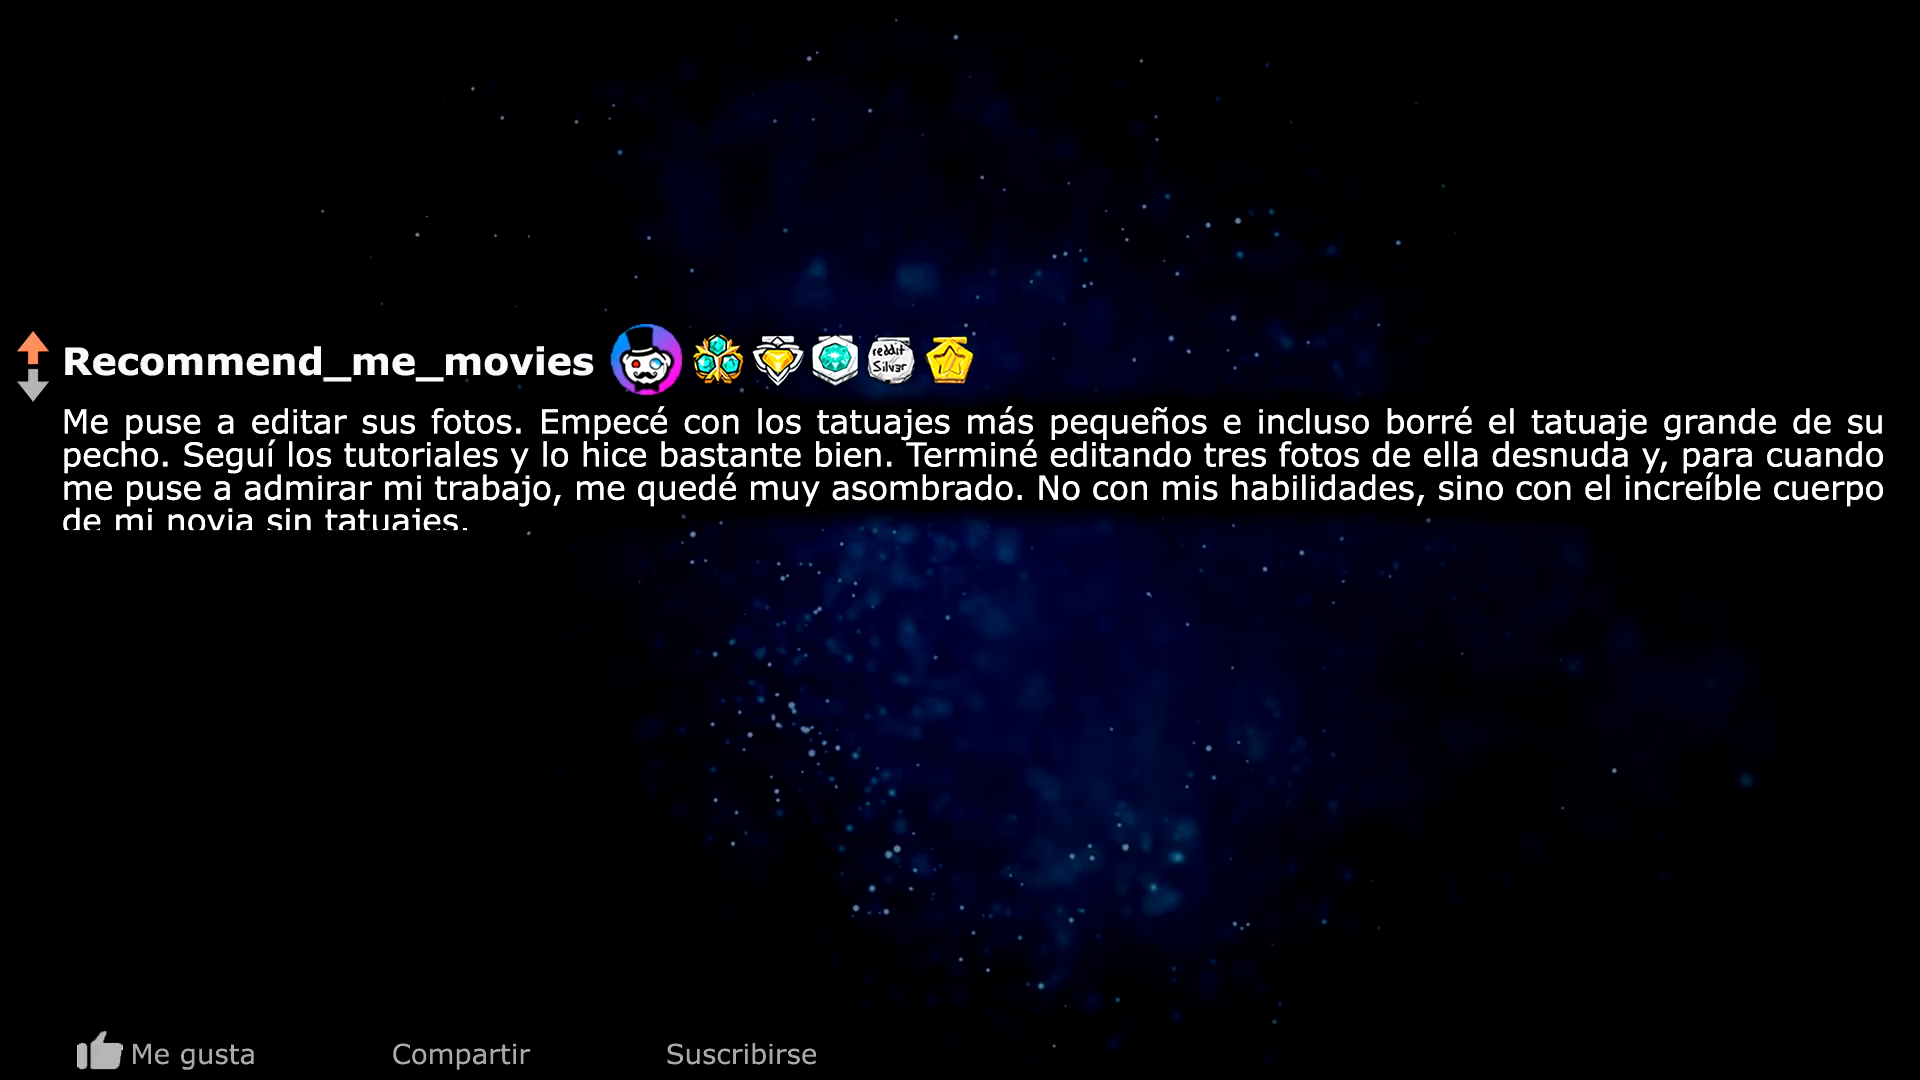 Recommend_me_movies
reddit
Silv3r
Me puse a editar sus fotos. Empecé con los tatuajes más pequeños e incluso borré el tatuaje grande de su
pecho. Seguí los tutoriales y lo hice bastante bien. Terminé editando tres fotos de ella desnuda y, para cuando
me puse a admirar mi trabajo, me quedé muy asombrado. No con mis habilidades, sino con el increíble cuerpo
de mi novia sin tatuajes.
Me gusta
Compartir
Suscribirse